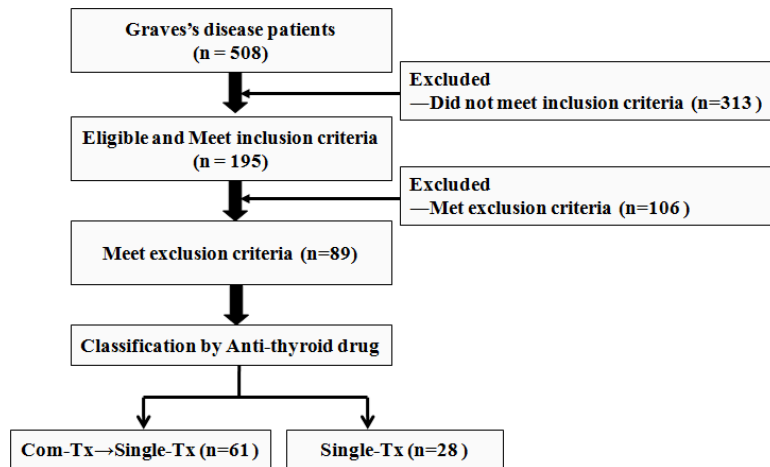 Graves's disease patients
(n = 508)
Excluded
—Did not meet inclusion criteria (n=313 )
Eligible and Meet inclusion criteria
(n = 195)
Excluded
—Met exclusion criteria (n=106 )
Meet exclusion criteria (n=89)
Classification by Anti-thyroid drug
Com-Tx→Single-Tx (n=61)
Single-Tx (n=28)